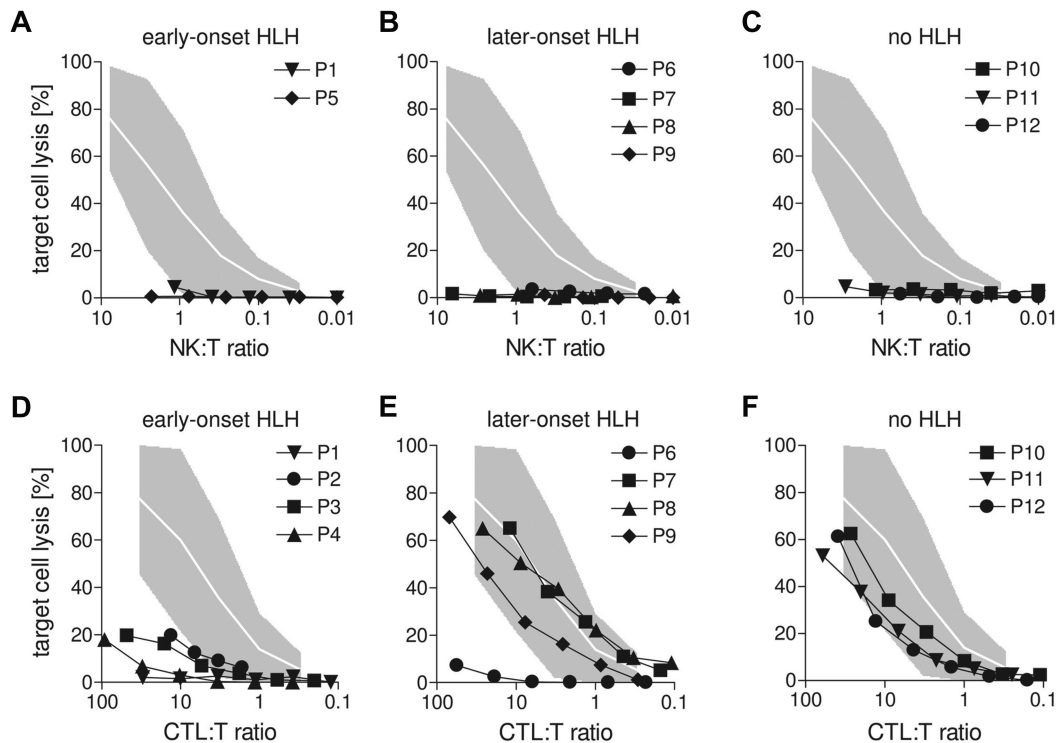 A
early-onset HLH
target cell lysis [%]
100
80
60
40
20
0
10
1
0.1
0.01
NK:T ratio
P1
P5
B
later-onset HLH
100
80
60
40
20
0
10
1
0.1
0.01
NK:T ratio
P6
P7
P8
P9
C
no HLH
100
80
60
40
20
0
10
1
0.1
0.01
NK:T ratio
P10
P11
P12
D
early-onset HLH
target cell lysis [%]
100
80
60
40
20
0
100
10
1
0.1
CTL:T ratio
P1
P2
P3
P4
E
later-onset HLH
100
80
60
40
20
0
100
10
1
0.1
CTL:T ratio
P6
P7
P8
P9
F
no HLH
100
80
60
40
20
0
100
10
1
0.1
CTL:T ratio
P10
P11
P12